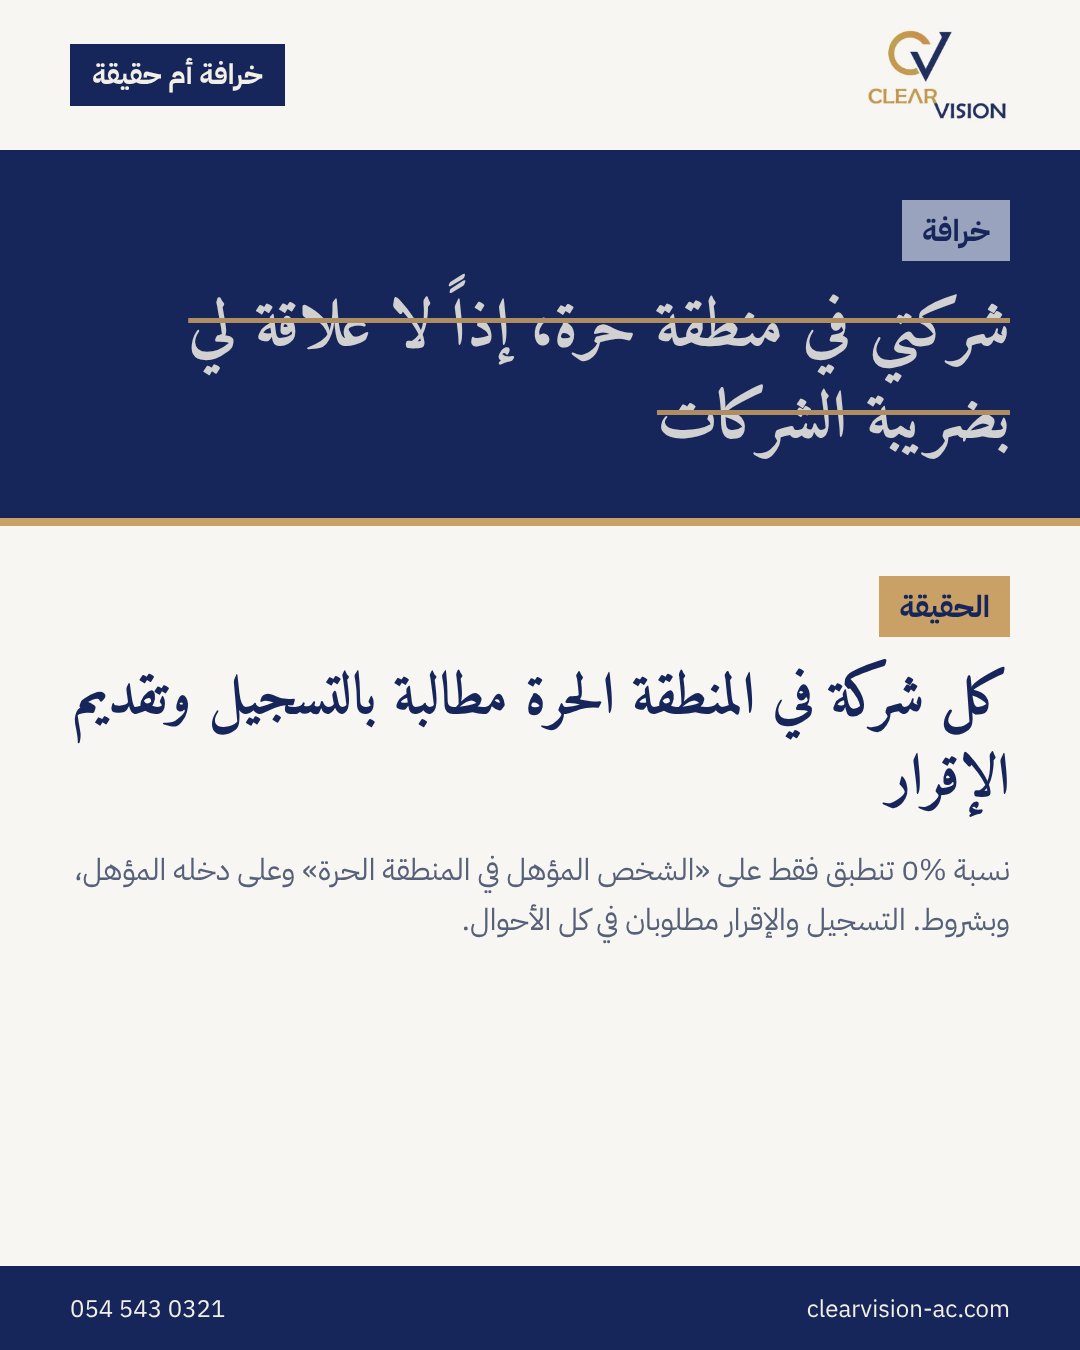 خرافة أم حقيقة
CLEAR
VISION
خرافة
شركتي في منطقة حرة، إذاً لا علاقة لي
بضريبة الشركات
الحقيقة
كل شركة في المنطقة الحرة مطالبة بالتسجيل وتقديم
الإقرار
نسبة 0% تنطبق فقط على «الشخص المؤهل في المنطقة الحرة» وعلى دخله المؤهل،
وبشروط. التسجيل والإقرار مطلوبان في كل الأحوال.
054 543 0321
clearvision-ac.com